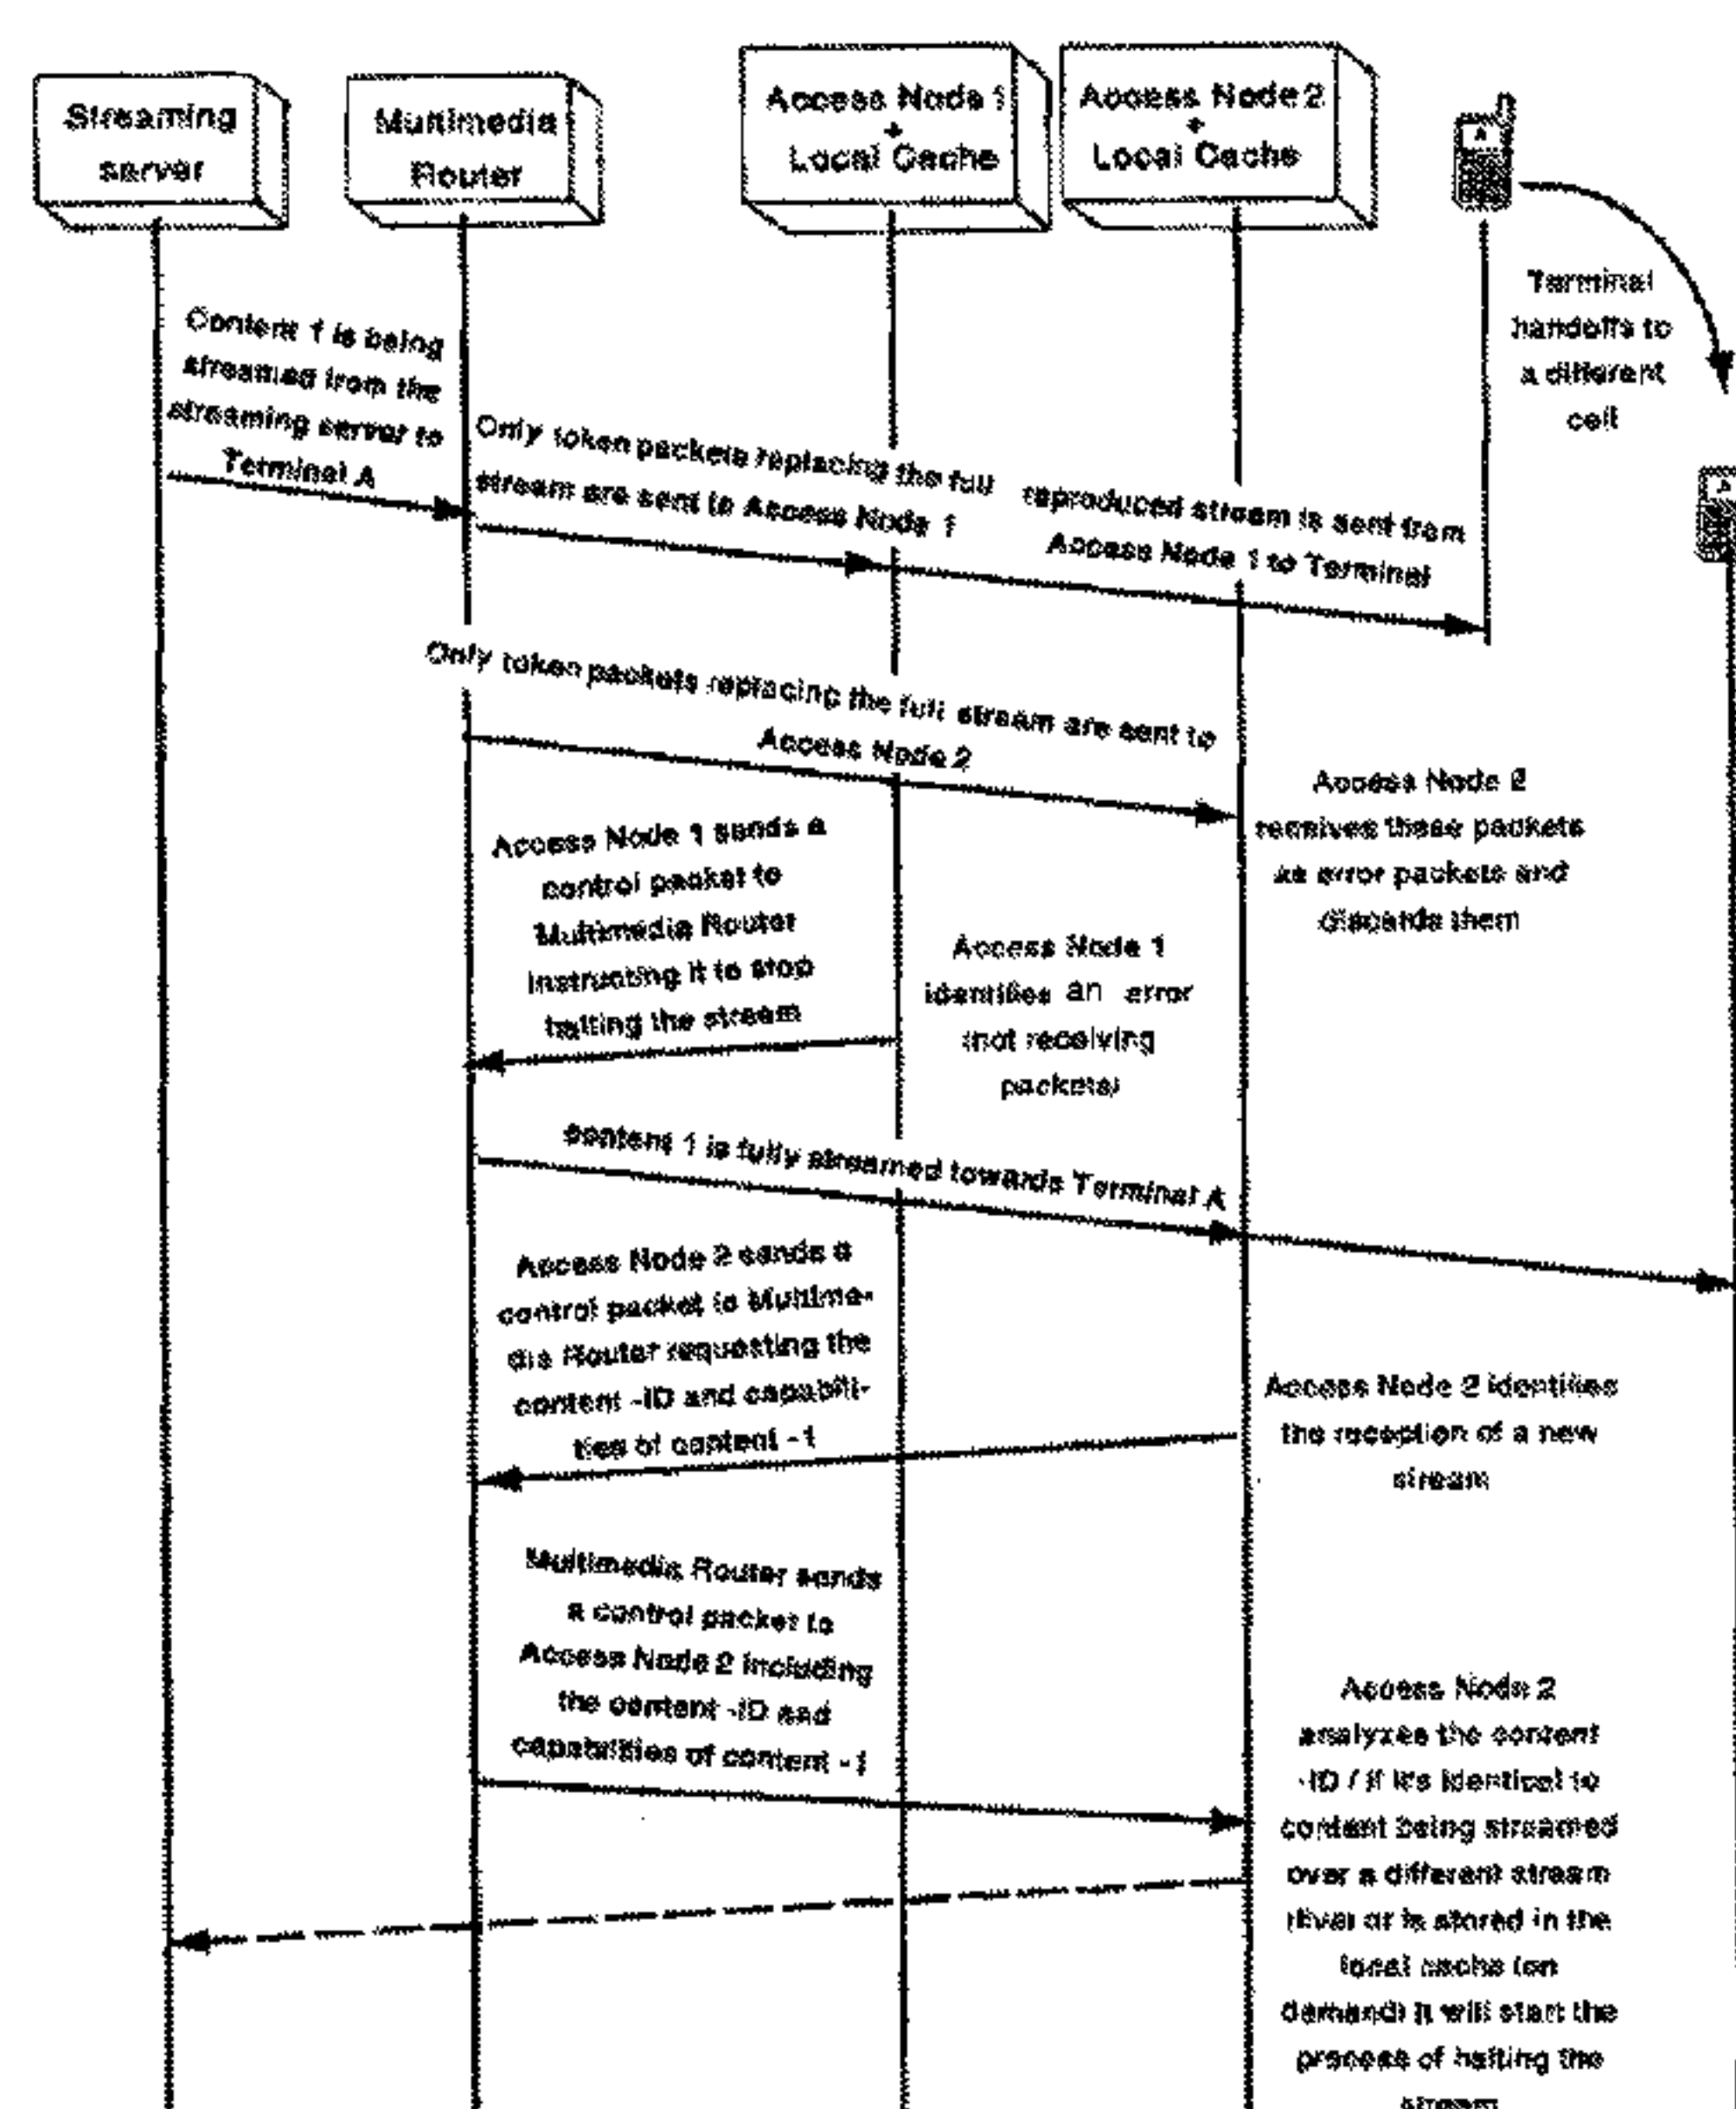 Streaming
server
Multimedia
Router
Access Node 1
+
Local Cache
Access Node 2
+
Local Cache
Terminal
handoffs to
a different
cell
Content 1 is being
streamed from the
streaming server to
Terminal A
Only token packets replacing the full
stream are sent to Access Node 1
reproduced stream is sent from
Access Node 1 to Terminal
Only token packets replacing the full stream are sent to
Access Node 2
Access Node 2
receives these packets
as error packets and
discards them
Access Node 1 sends a
control packet to
Multimedia Router
instructing it to stop
halting the stream
Access Node 1
identifies an error
(not receiving
packets)
content 1 is fully streamed towards Terminal A
Access Node 2 sends a
control packet to Multime-
dia Router requesting the
content -ID and capabili-
ties of content -1
Access Node 2 identifies
the reception of a new
stream
Multimedia Router sends
a control packet to
Access Node 2 including
the content -ID and
capabilities of content -1
Access Node 2
analyzes the content
-ID / if it's identical to
content being streamed
over a different stream
(live) or is stored in the
local cache (on
demand) it will start the
process of halting the
stream